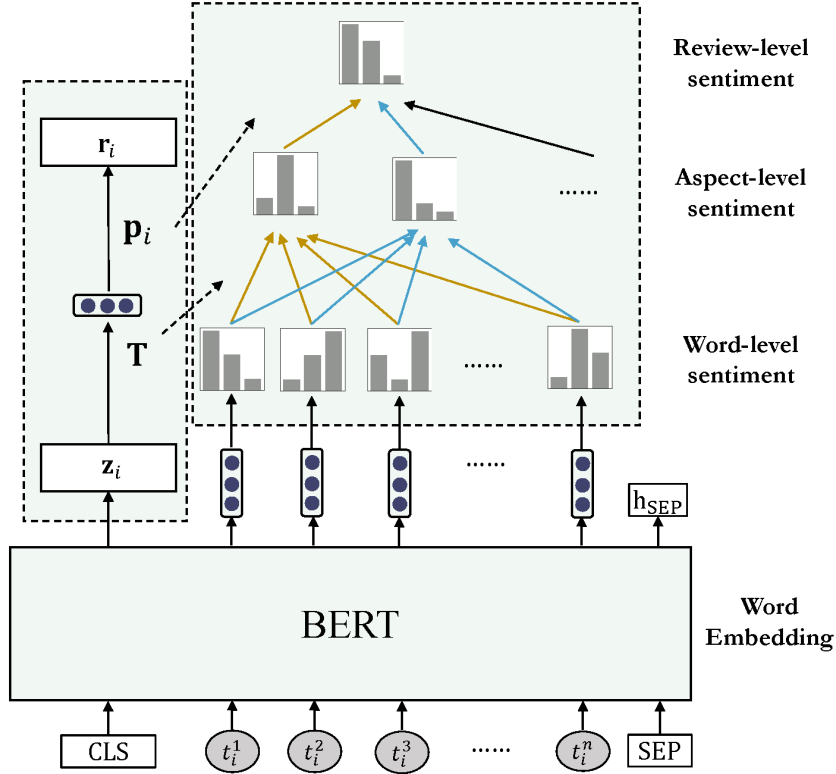 Review-level
sentiment
r_i
Aspect-level
sentiment
......
p_i
T
Word-level
sentiment
......
z_i
......
h_SEP
BERT
Word
Embedding
CLS
t_i^1
t_i^2
t_i^3
......
t_i^n
SEP